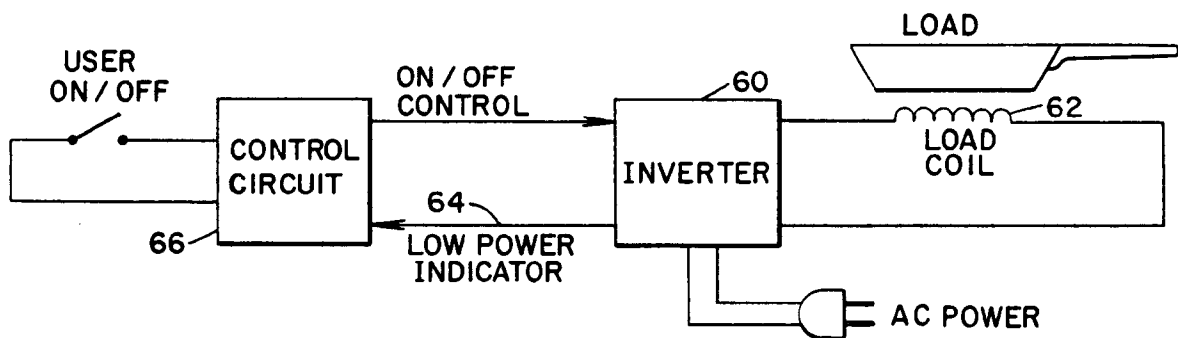 USER
ON / OFF
CONTROL
CIRCUIT
66
ON / OFF
CONTROL
64
LOW POWER
INDICATOR
60
INVERTER
LOAD
62
LOAD
COIL
AC POWER